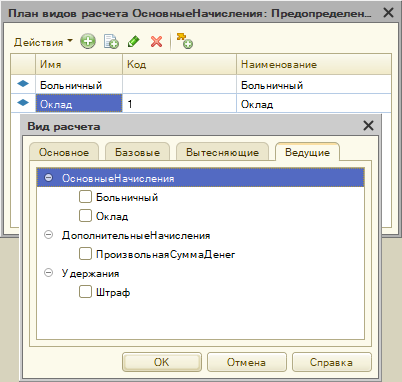 План видов расчета ОсновныеНачисления: Предопределен...
Действия
Имя Код Наименование
Больничный Больничный
Оклад 1 Оклад
Вид расчета
Основное Базовые Вытесняющие Ведущие
ОсновныеНачисления
Больничный
Оклад
ДополнительныеНачисления
ПроизвольнаяСуммаДенег
Удержания
Штраф
ОК Отмена Справка